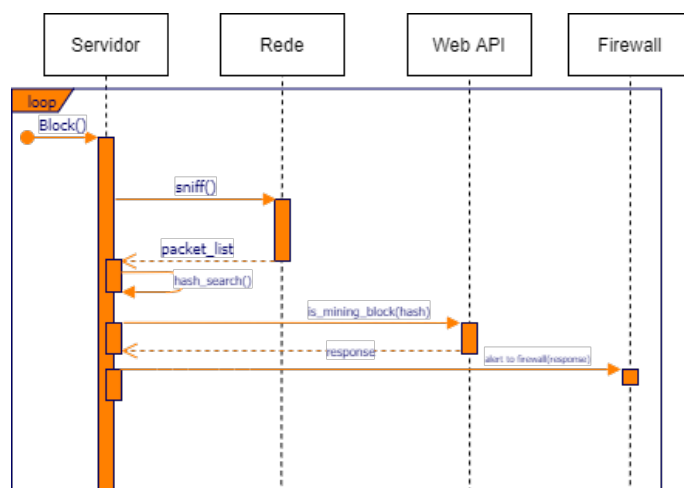 Servidor
Rede
Web API
Firewall
loop
Block()
sniff()
packet_list
hash_search()
is_mining_block(hash)
response
alert to firewall(response)